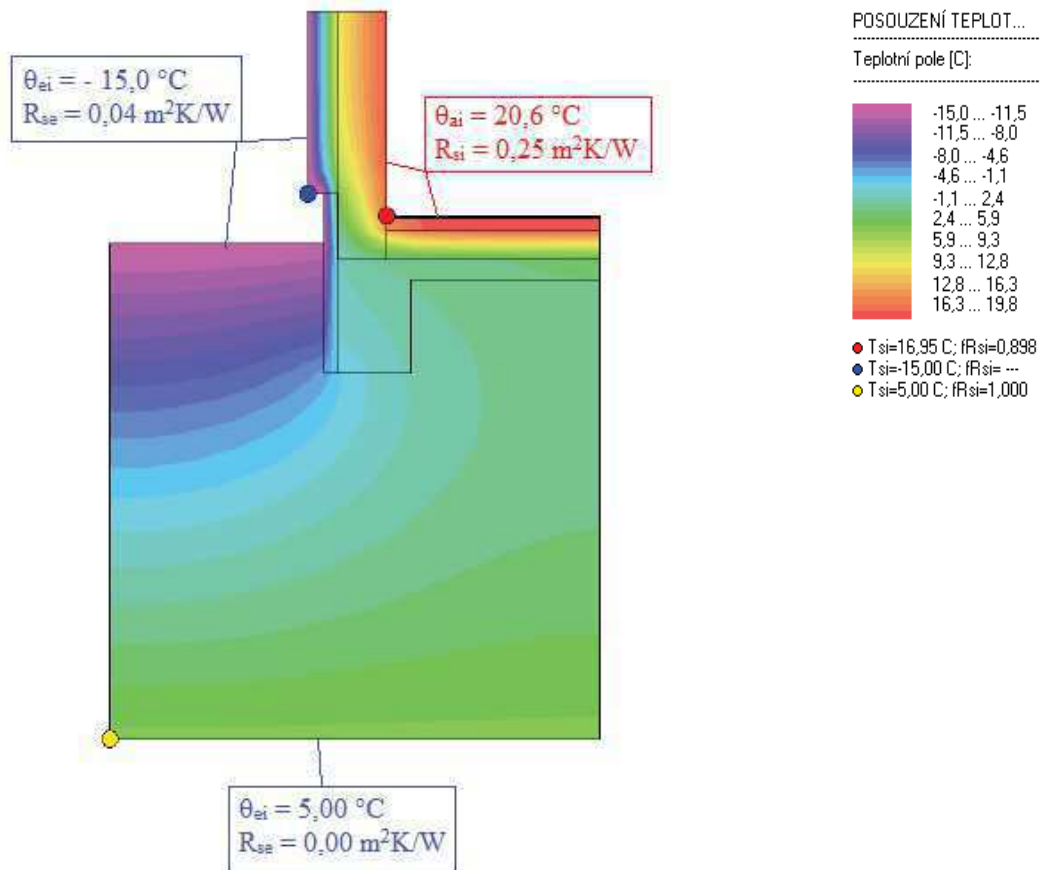 θei = - 15,0 °C
Rse = 0,04 m²K/W
θai = 20,6 °C
Rsi = 0,25 m²K/W
θei = 5,00 °C
Rse = 0,00 m²K/W
POSOUZENÍ TEPLOT...
Teplotní pole [C]:
-15,0 ... -11,5
-11,5 ... -8,0
-8,0 ... -4,6
-4,6 ... -1,1
-1,1 ... 2,4
2,4 ... 5,9
5,9 ... 9,3
9,3 ... 12,8
12,8 ... 16,3
16,3 ... 19,8
Tsi=16,95 C; fRsi=0,898
Tsi=-15,00 C; fRsi= ---
Tsi=5,00 C; fRsi=1,000